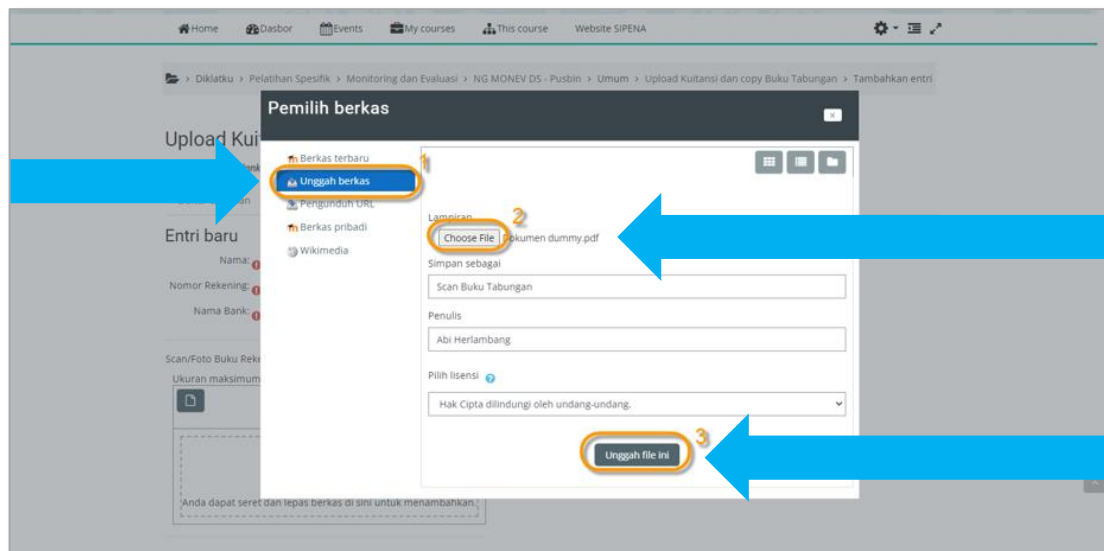 Home Dasbor Events My courses This course Website SIPENA
Diklatku > Pelatihan Spesifik > Monitoring dan Evaluasi > NG MONEV DS - Pusbin > Umum > Upload Kuitansi dan copy Buku Tabungan > Tambahkan entri
Pemilih berkas
Upload
Berkas terbaru
1
Unggah berkas
Pengunduh URL
Berkas pribadi
Wikimedia
Lampiran
2
Choose File Dokumen dummy.pdf
Simpan sebagai
Scan Buku Tabungan
Penulis
Abi Herlambang
Pilih lisensi
Hak Cipta dilindungi oleh undang-undang.
3
Unggah file ini
Entri baru
Nama:
Nomor Rekening:
Nama Bank:
Scan/Foto Buku
Ukuran maksimum
Anda dapat seret dan lepas berkas di sini untuk menambahkan.